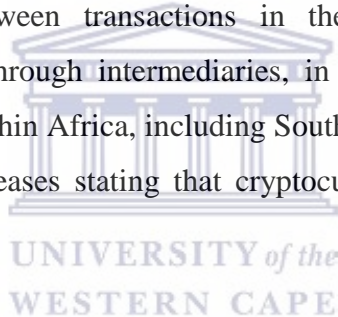 ween transactions in the
hrough intermediaries, in
hin Africa, including South
eases stating that cryptocu
UNIVERSITY of the
WESTERN CAPE